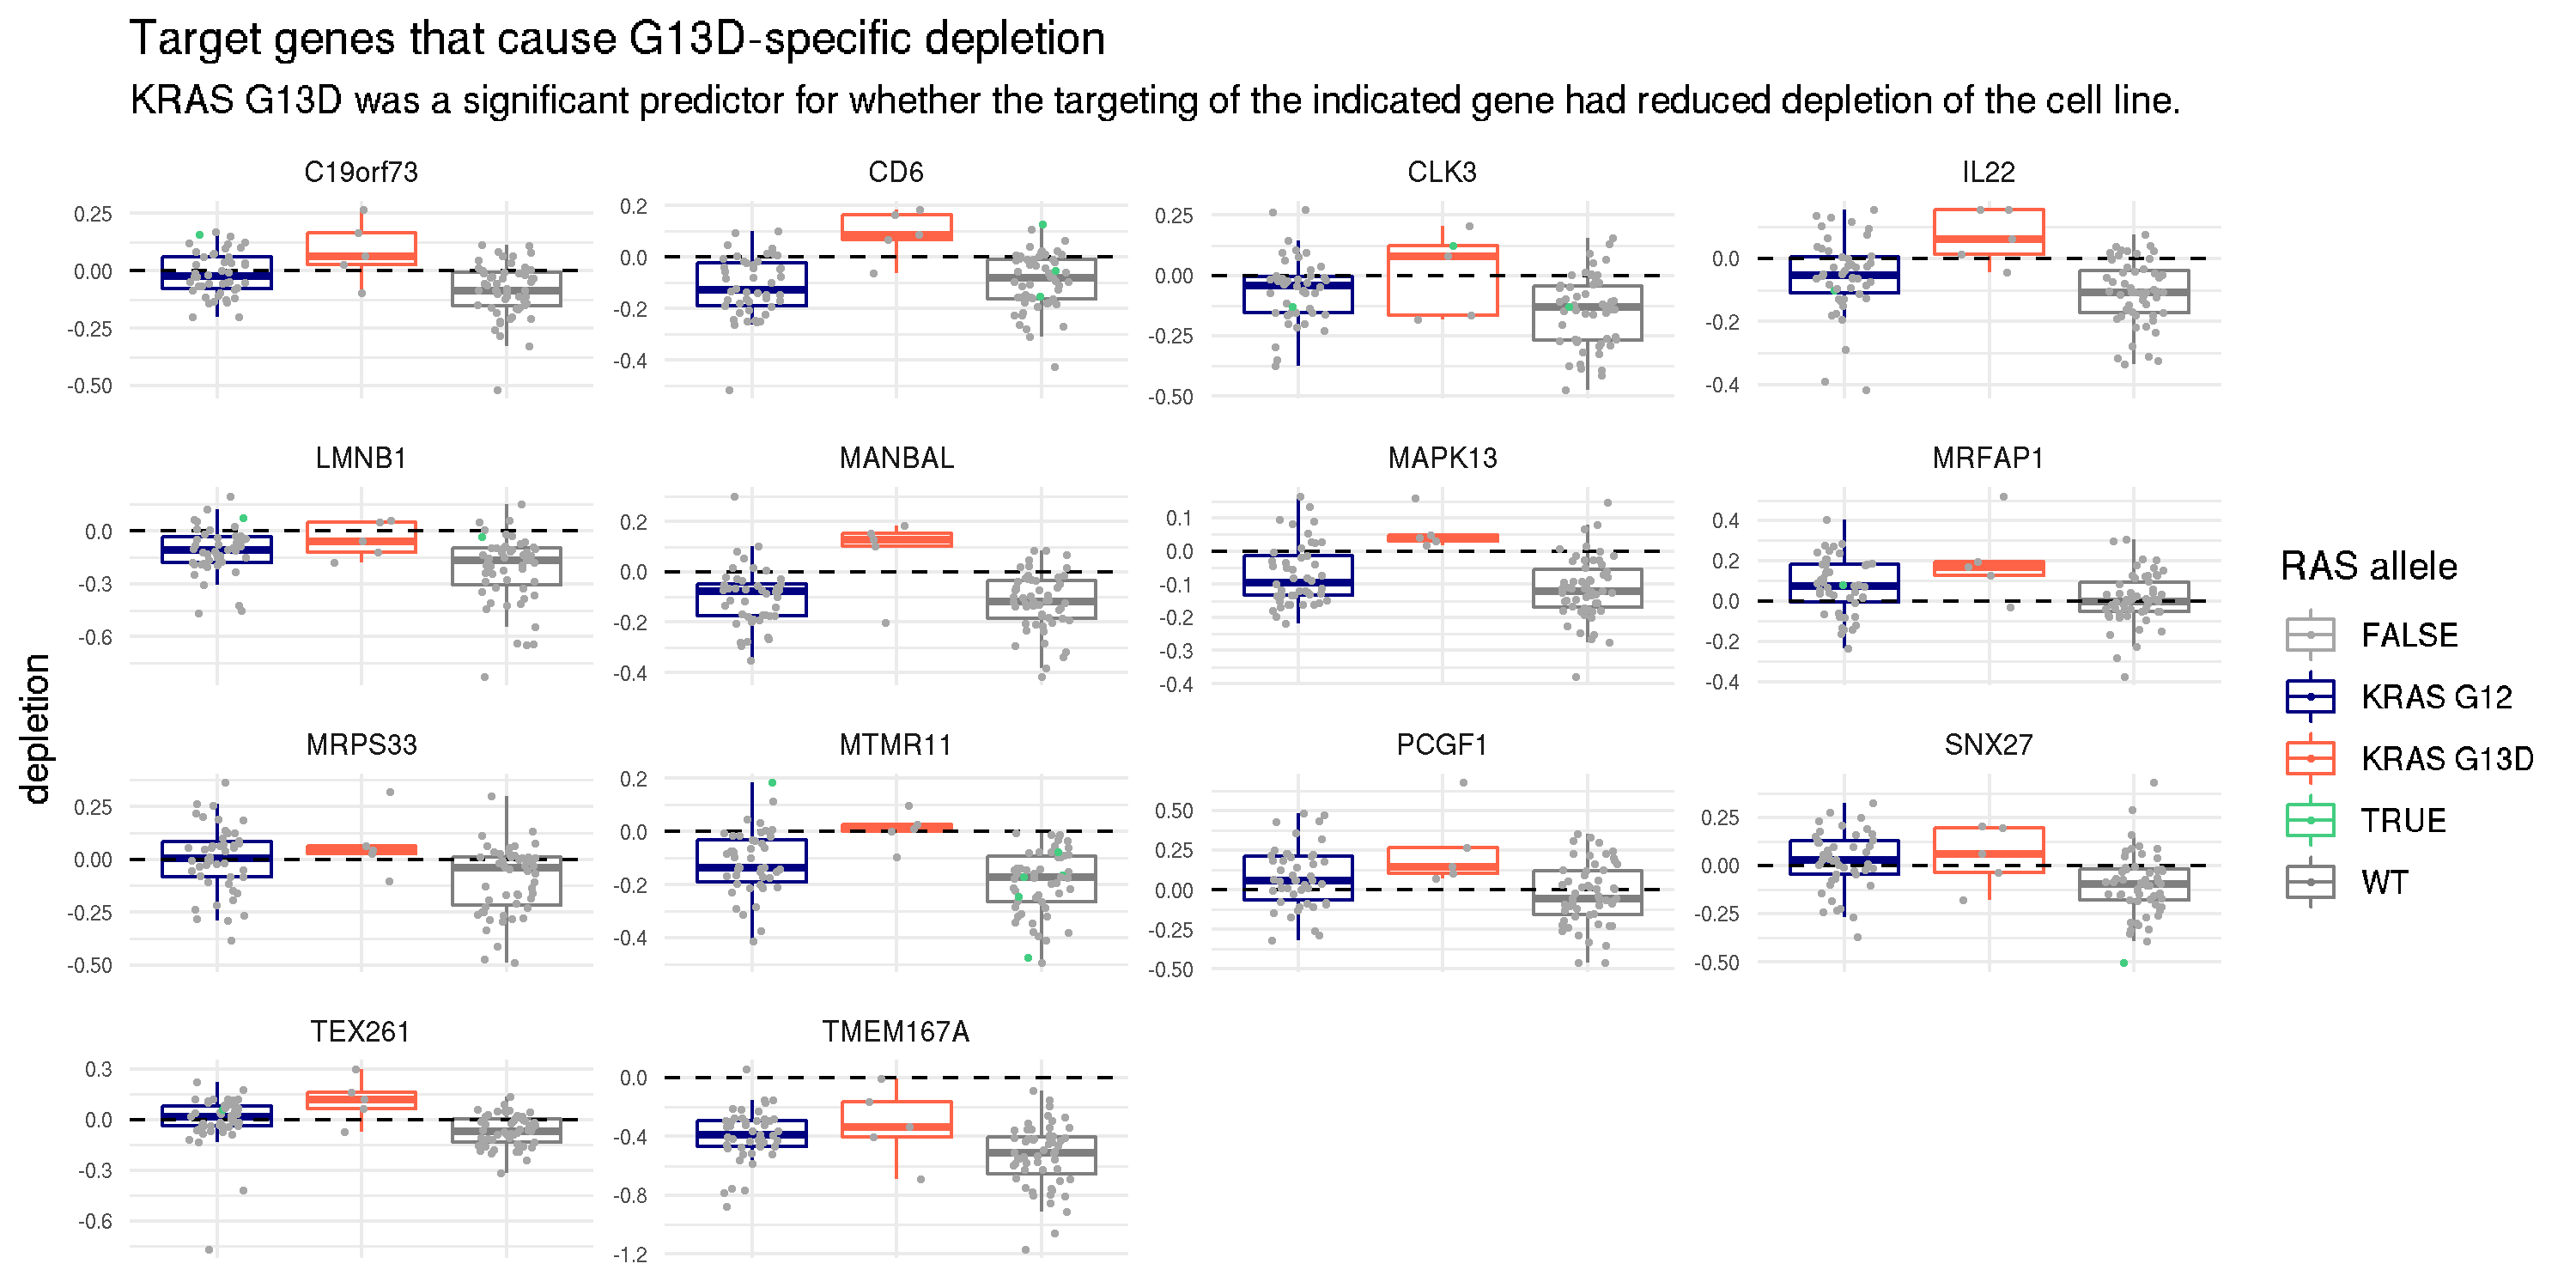 Target genes that cause G13D-specific depletion
KRAS G13D was a significant predictor for whether the targeting of the indicated gene had reduced depletion of the cell line.
C19orf73
0.25
0.00
-0.25
-0.50
CD6
0.2
0.0
-0.2
-0.4
CLK3
0.25
0.00
-0.25
-0.50
IL22
0.0
-0.2
-0.4
LMNB1
0.0
-0.3
-0.6
MANBAL
0.2
0.0
-0.2
-0.4
MAPK13
0.1
0.0
-0.1
-0.2
-0.3
-0.4
MRFAP1
0.4
0.2
0.0
-0.2
-0.4
MRPS33
0.25
0.00
-0.25
-0.50
MTMR11
0.2
0.0
-0.2
-0.4
PCGF1
0.50
0.25
0.00
-0.25
-0.50
SNX27
0.25
0.00
-0.25
-0.50
TEX261
0.3
0.0
-0.3
-0.6
TMEM167A
0.0
-0.4
-0.8
-1.2
depletion
RAS allele
FALSE
KRAS G12
KRAS G13D
TRUE
WT